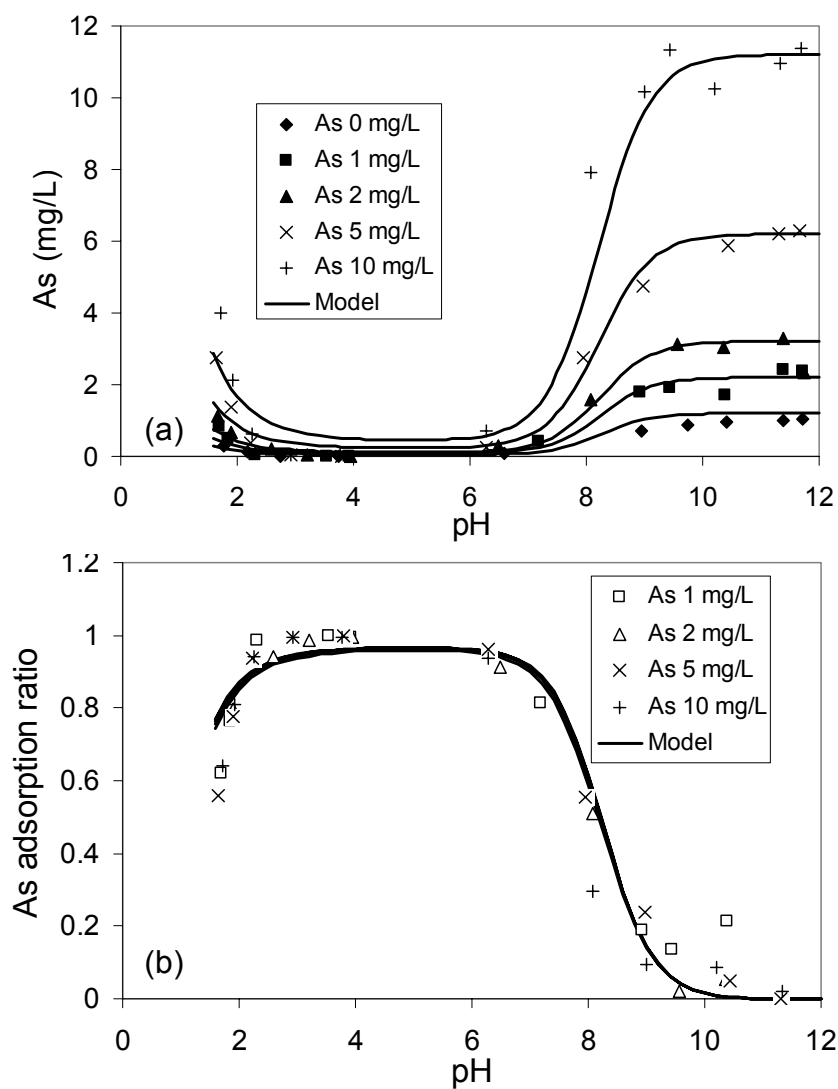 12
10
8
6
4
2
0
As (mg/L)
As 0 mg/L
As 1 mg/L
As 2 mg/L
As 5 mg/L
As 10 mg/L
Model
(a)
0 2 4 6 8 10 12
pH
1.2
1
0.8
0.6
0.4
0.2
0
As adsorption ratio
As 1 mg/L
As 2 mg/L
As 5 mg/L
As 10 mg/L
Model
(b)
0 2 4 6 8 10 12
pH